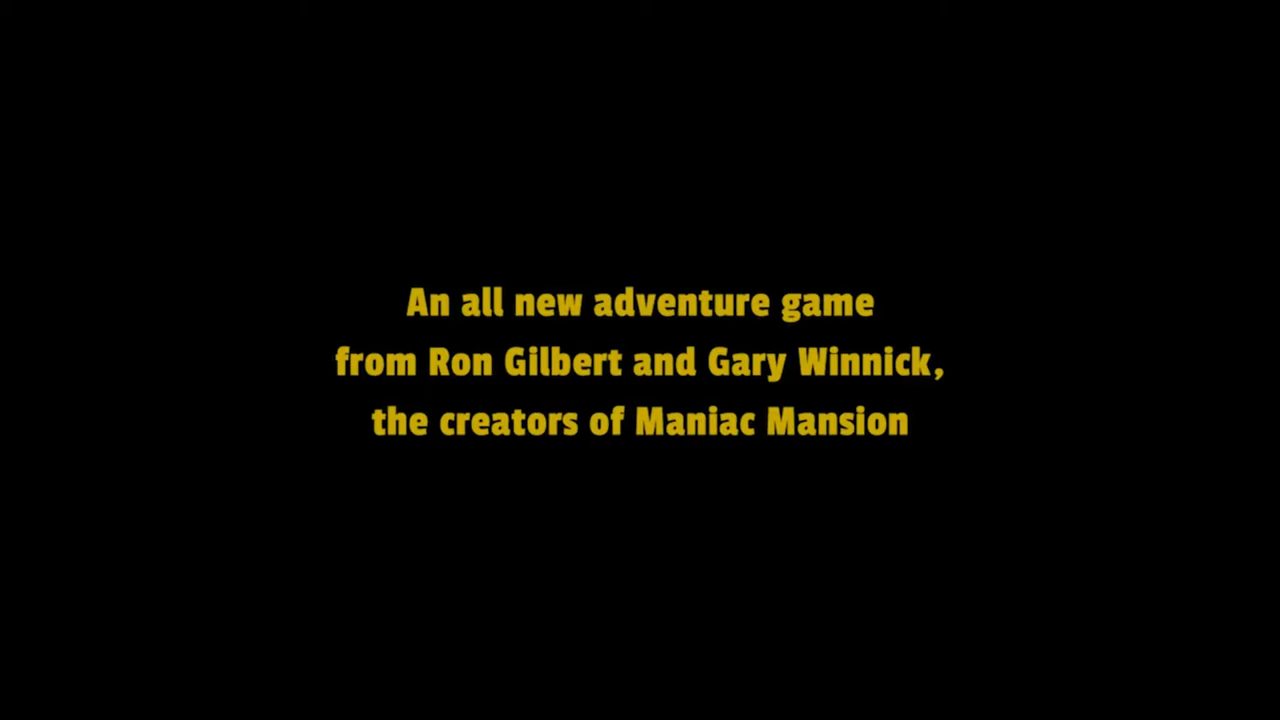 An all new adventure game
from Ron Gilbert and Gary Winnick,
the creators of Maniac Mansion